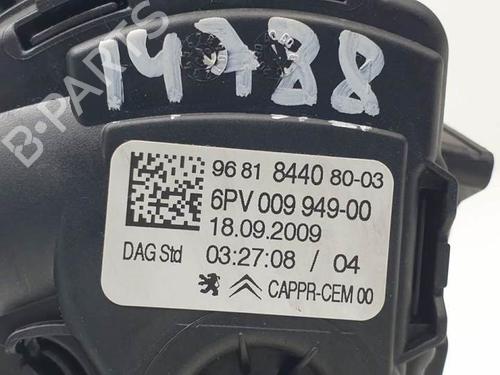 14788
B-PARTS
96 81 8440 80-03
6PV 009 949-00
18.09.2009
DAG Std 03:27:08 / 04
CAPPR-CEM 00